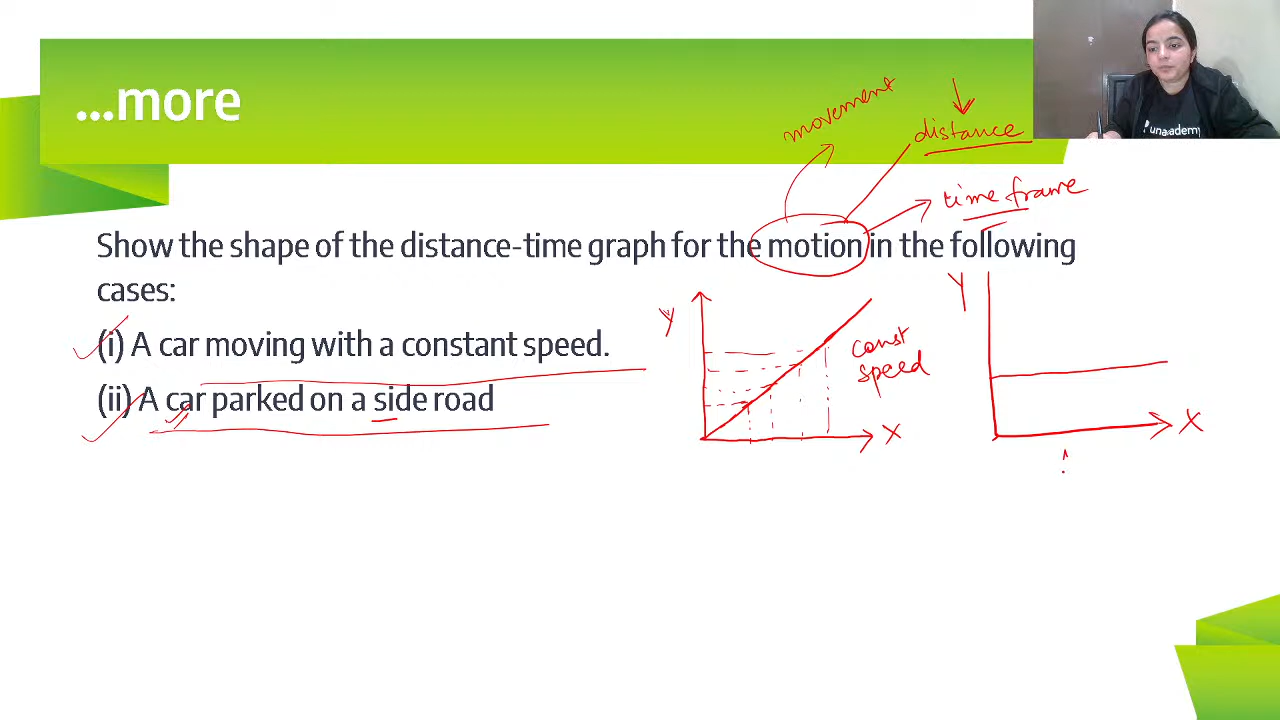 ...more
movement
distance
time frame
unacademy
Show the shape of the distance-time graph for the motion in the following
cases:
(i) A car moving with a constant speed.
(ii) A car parked on a side road
Y
const
speed
X
Y
X